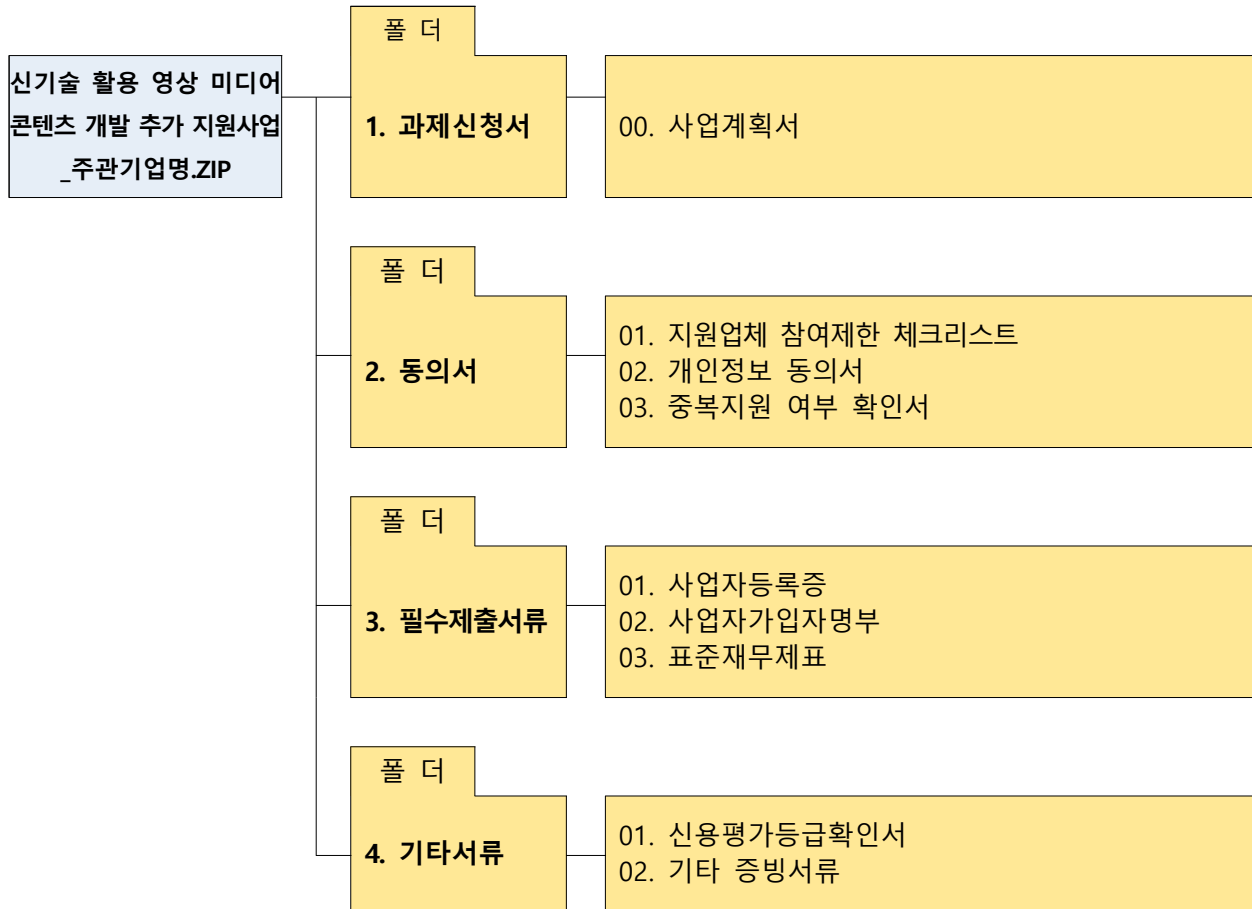 신기술 활용 영상 미디어
콘텐츠 개발 추가 지원사업
_주관기업명.ZIP
폴 더
1. 과제신청서
00. 사업계획서
폴 더
2. 동의서
01. 지원업체 참여제한 체크리스트
02. 개인정보 동의서
03. 중복지원 여부 확인서
폴 더
3. 필수제출서류
01. 사업자등록증
02. 사업자가입자명부
03. 표준재무제표
폴 더
4. 기타서류
01. 신용평가등급확인서
02. 기타 증빙서류